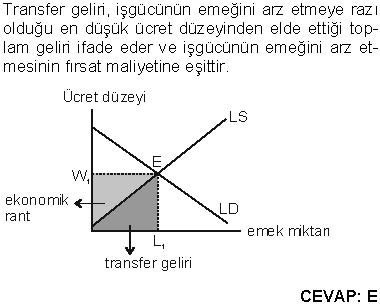 Transfer geliri, işgücünün emeğini arz etmeye razı
olduğu en düşük ücret düzeyinden elde ettiği top-
lam geliri ifade eder ve işgücünün emeğini arz et-
mesinin fırsat maliyetine eşittir.
Ücret düzeyi
LS
E
W₁
ekonomik
rant
LD
L₁
emek miktarı
transfer geliri
CEVAP: E